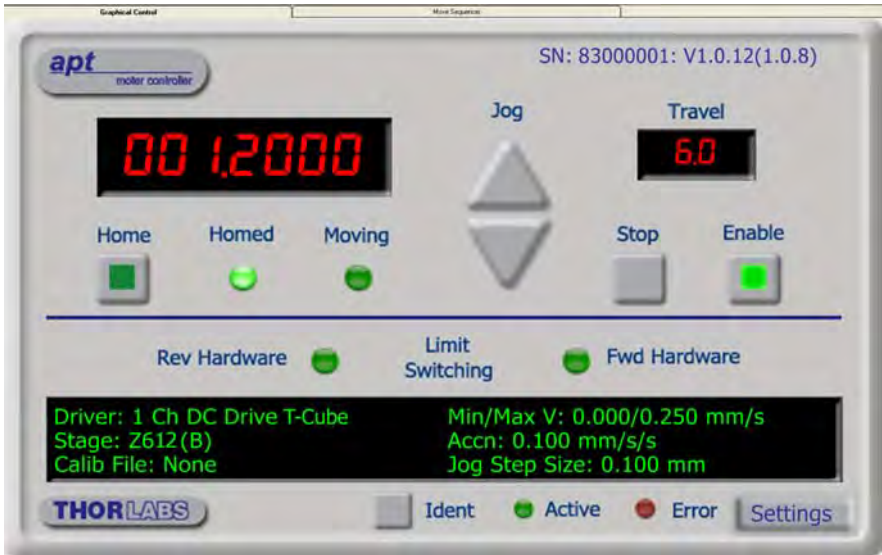 Graphical Control Move Sequences
apt
motor controller
SN: 83000001: V1.0.12(1.0.8)
Jog
Travel
001.2000
6.0
Home Homed Moving
Stop Enable
Rev Hardware
Limit
Switching
Fwd Hardware
Driver: 1 Ch DC Drive T-Cube
Stage: Z612(B)
Calib File: None
Min/Max V: 0.000/0.250 mm/s
Accn: 0.100 mm/s/s
Jog Step Size: 0.100 mm
THORLABS
Ident Active Error Settings